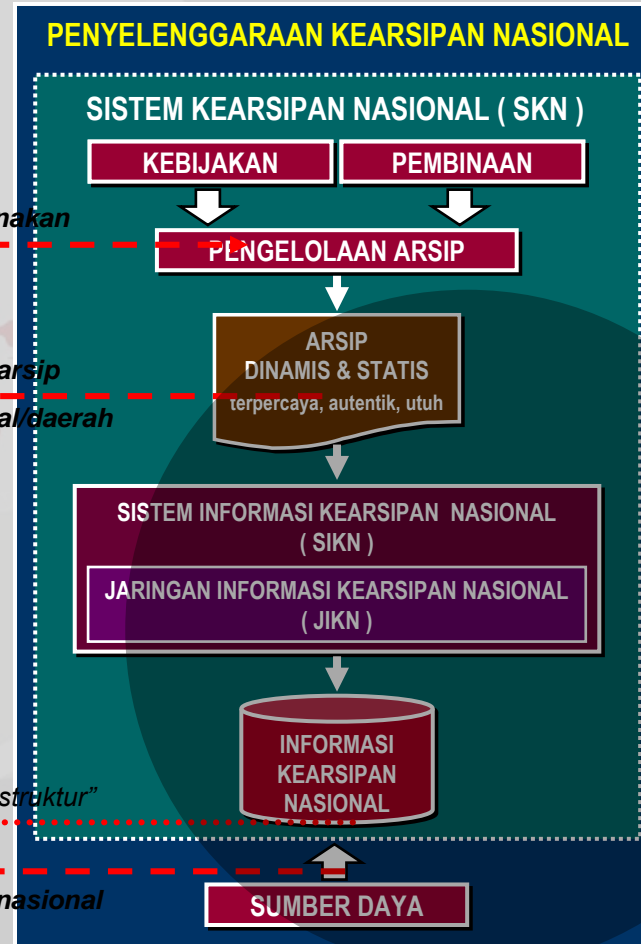 PENYELENGGARAAN KEARSIPAN NASIONAL
SISTEM KEARSIPAN NASIONAL ( SKN )
KEBIJAKAN
PEMBINAAN
PENGELOLAAN ARSIP
ARSIP
DINAMIS & STATIS
terpercaya, autentik, utuh
arsip
al/daerah
SISTEM INFORMASI KEARSIPAN NASIONAL
( SIKN )
JARINGAN INFORMASI KEARSIPAN NASIONAL
( JIKN )
INFORMASI
KEARSIPAN
NASIONAL
struktur”
nasional
SUMBER DAYA